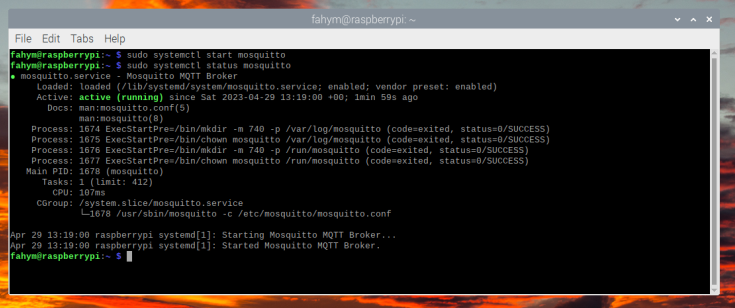 fahym@raspberrypi: ~
File Edit Tabs Help
fahym@raspberrypi:~ $ sudo systemctl start mosquitto
fahym@raspberrypi:~ $ sudo systemctl status mosquitto
● mosquitto.service - Mosquitto MQTT Broker
     Loaded: loaded (/lib/systemd/system/mosquitto.service; enabled; vendor preset: enabled)
     Active: active (running) since Sat 2023-04-29 13:19:00 +00; 1min 59s ago
       Docs: man:mosquitto.conf(5)
             man:mosquitto(8)
    Process: 1674 ExecStartPre=/bin/mkdir -m 740 -p /var/log/mosquitto (code=exited, status=0/SUCCESS)
    Process: 1675 ExecStartPre=/bin/chown mosquitto /var/log/mosquitto (code=exited, status=0/SUCCESS)
    Process: 1676 ExecStartPre=/bin/mkdir -m 740 -p /run/mosquitto (code=exited, status=0/SUCCESS)
    Process: 1677 ExecStartPre=/bin/chown mosquitto /run/mosquitto (code=exited, status=0/SUCCESS)
   Main PID: 1678 (mosquitto)
      Tasks: 1 (limit: 412)
        CPU: 107ms
     CGroup: /system.slice/mosquitto.service
             └─1678 /usr/sbin/mosquitto -c /etc/mosquitto/mosquitto.conf
Apr 29 13:19:00 raspberrypi systemd[1]: Starting Mosquitto MQTT Broker...
Apr 29 13:19:00 raspberrypi systemd[1]: Started Mosquitto MQTT Broker.
fahym@raspberrypi:~ $